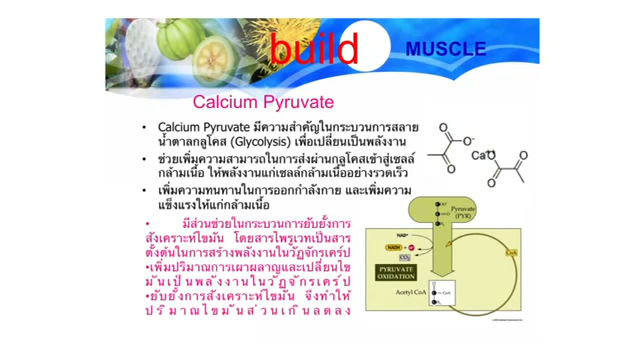 build MUSCLE
Calcium Pyruvate
• Calcium Pyruvate มีความสำคัญในกระบวนการสลาย
น้ำตาลกลูโคส (Glycolysis) เพื่อเปลี่ยนเป็นพลังงาน
• ช่วยเพิ่มความสามารถในการส่งผ่านกลูโคสเข้าสู่เซลล์
กล้ามเนื้อ ให้พลังงานแก่เซลล์กล้ามเนื้ออย่างรวดเร็ว
• เพิ่มความทนทานในการออกกำลังกาย และเพิ่มความ
แข็งแรงให้แก่กล้ามเนื้อ
• มีส่วนช่วยในกระบวนการยับยั้งการ
สังเคราะห์ไขมัน โดยสารไพรูเวทเป็นสาร
ตั้งต้นในการสร้างพลังงานในวัฏจักรเคร์ป
•เพิ่มปริมาณการเผาผลาญและเปลี่ยนไข
มันเป็นพลังงานในวัฏจักรเคร์ป
•ยับยั้งการสังเคราะห์ไขมัน จึงทำให้
ปริมาณไขมันส่วนเกินลดลง
O
O-
Ca++
O
O
Pyruvate
(PYR)
NAD+
NADH
CO₂
CoA
PYRUVATE
OXIDATION
Acetyl CoA